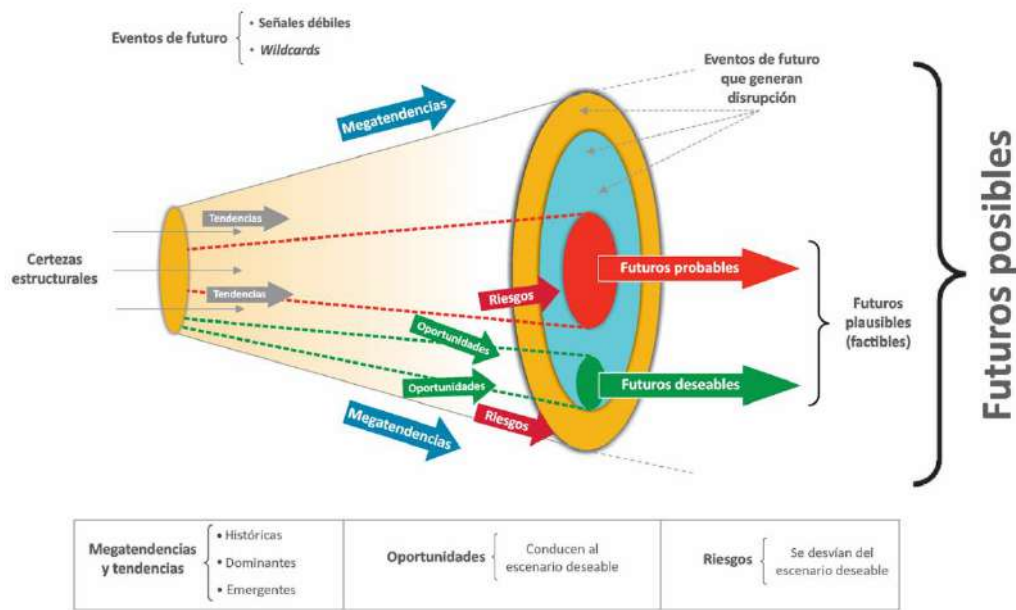 Eventos de futuro
• Señales débiles
• Wildcards
Eventos de futuro
que generan
disrupción
Megatendencias
Tendencias
Certezas
estructurales
Tendencias
Riesgos
Futuros probables
Oportunidades
Oportunidades
Futuros deseables
Megatendencias
Riesgos
Futuros
plausibles
(factibles)
Futuros posibles
Megatendencias
y tendencias
• Históricas
• Dominantes
• Emergentes
Oportunidades
Conducen al
escenario deseable
Riesgos
Se desvían del
escenario deseable